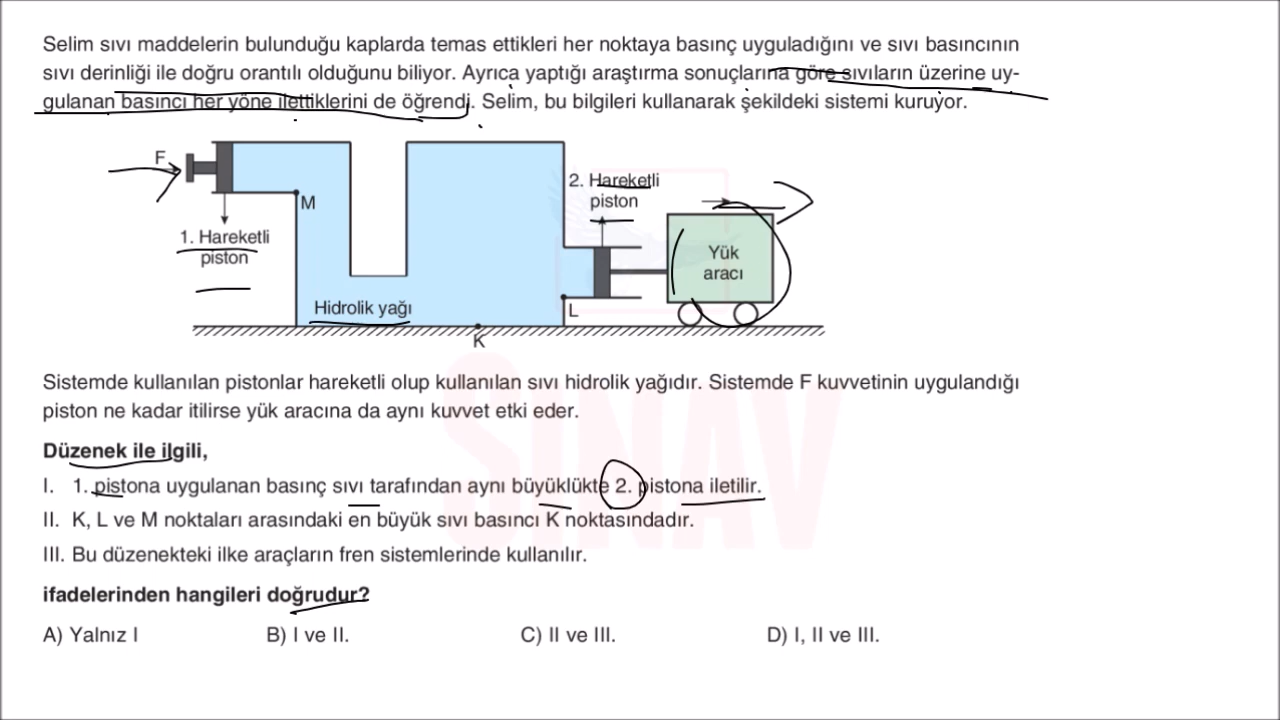 Selim sıvı maddelerin bulunduğu kaplarda temas ettikleri her noktaya basınç uyguladığını ve sıvı basıncının
sıvı derinliği ile doğru orantılı olduğunu biliyor. Ayrıca yaptığı araştırma sonuçlarına göre sıvıların üzerine uy-
gulanan basıncı her yöne ilettiklerini de öğrendi. Selim, bu bilgileri kullanarak şekildeki sistemi kuruyor.
F
M
1. Hareketli
piston
2. Hareketli
piston
Yük
aracı
Hidrolik yağı
L
K
Sistemde kullanılan pistonlar hareketli olup kullanılan sıvı hidrolik yağıdır. Sistemde F kuvvetinin uygulandığı
piston ne kadar itilirse yük aracına da aynı kuvvet etki eder.
Düzenek ile ilgili,
I. 1. pistona uygulanan basınç sıvı tarafından aynı büyüklükte 2. pistona iletilir.
II. K, L ve M noktaları arasındaki en büyük sıvı basıncı K noktasındadır.
III. Bu düzenekteki ilke araçların fren sistemlerinde kullanılır.
ifadelerinden hangileri doğrudur?
A) Yalnız I B) I ve II. C) II ve III. D) I, II ve III.
SINAV